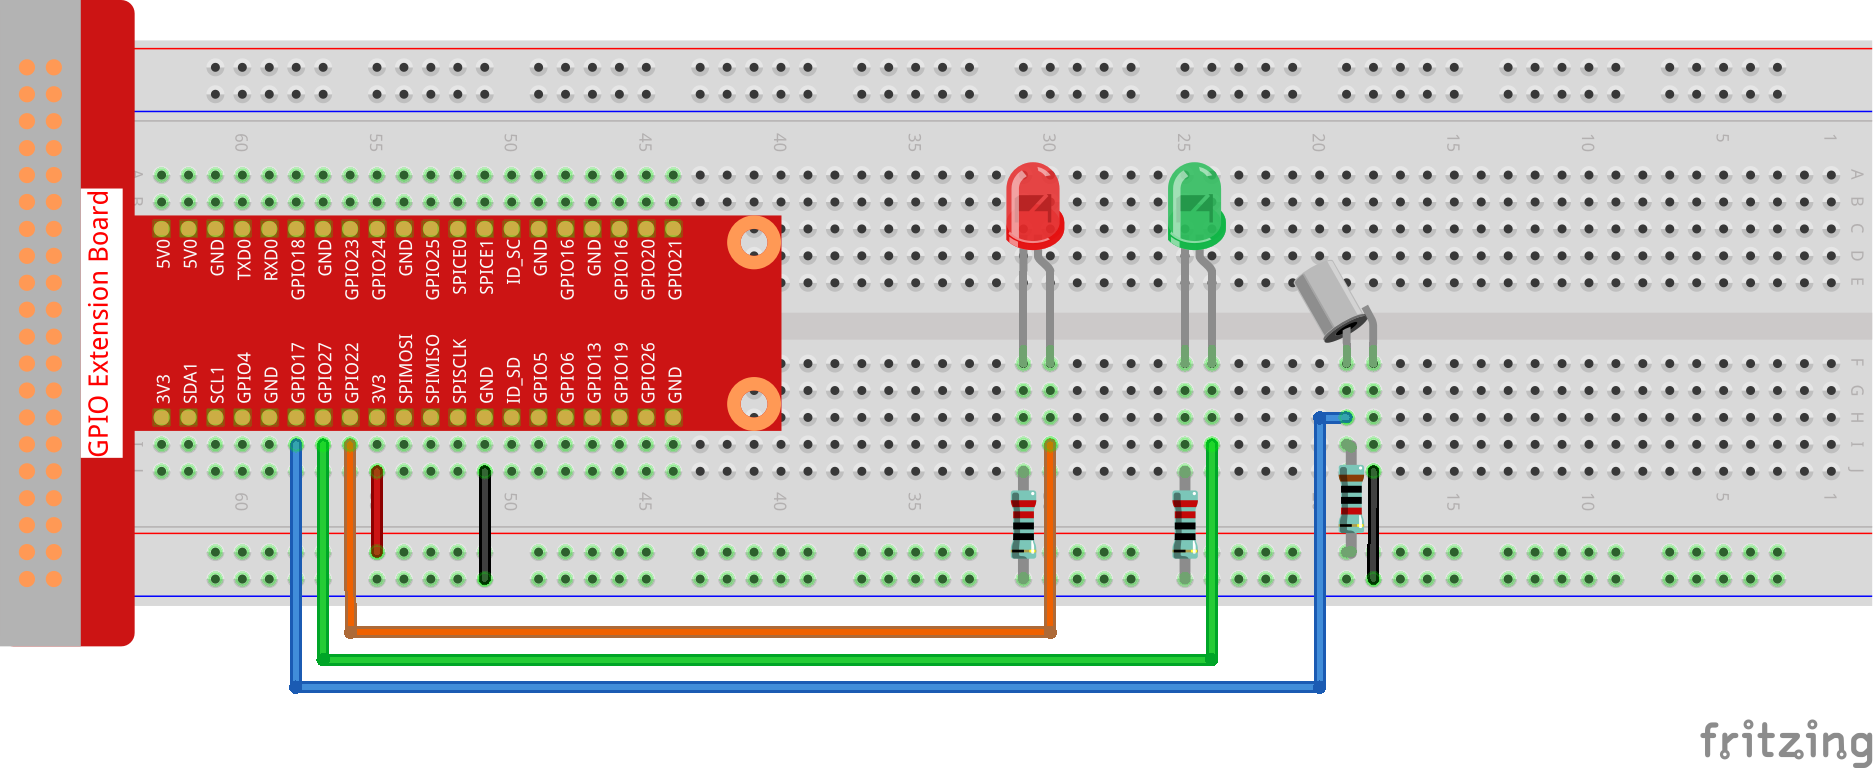 60 55 50 45 40 35 30 25 20 15 10 5 1
A A
B B
C
D
E
5V0 5V0 GND TXD0 RXD0 GPIO18 GND GPIO23 GPIO24 GND GPIO25 SPICE0 SPICE1 ID_SC GND GPIO16 GND GPIO16 GPIO20 GPIO21
GPIO Extension Board
3V3 SDA1 SCL1 GPIO4 GND GPIO17 GPIO27 GPIO22 3V3 SPIMOSI SPIMISO SPISCLK GND ID_SD GPIO5 GPIO6 GPIO13 GPIO19 GPIO26 GND
F
G
H
I I
J J
60 50 45 40 35 15 10 5 1
fritzing